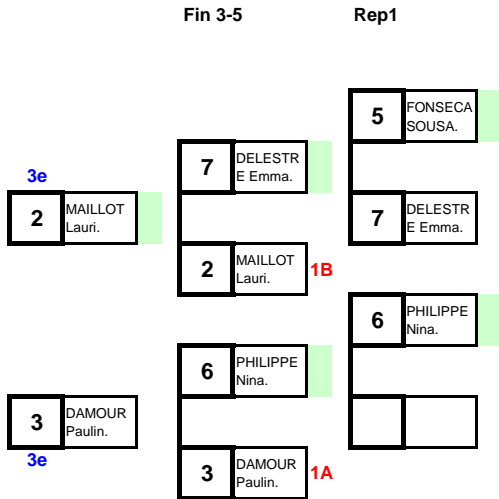 Fin 3-5
Rep1
5
FONSECA
SOUSA.
7
DELESTR
E Emma.
3e
2
MAILLOT
Lauri.
7
DELESTR
E Emma.
2
MAILLOT
Lauri.
1B
6
PHILIPPE
Nina.
6
PHILIPPE
Nina.
3
DAMOUR
Paulin.
3e
3
DAMOUR
Paulin.
1A